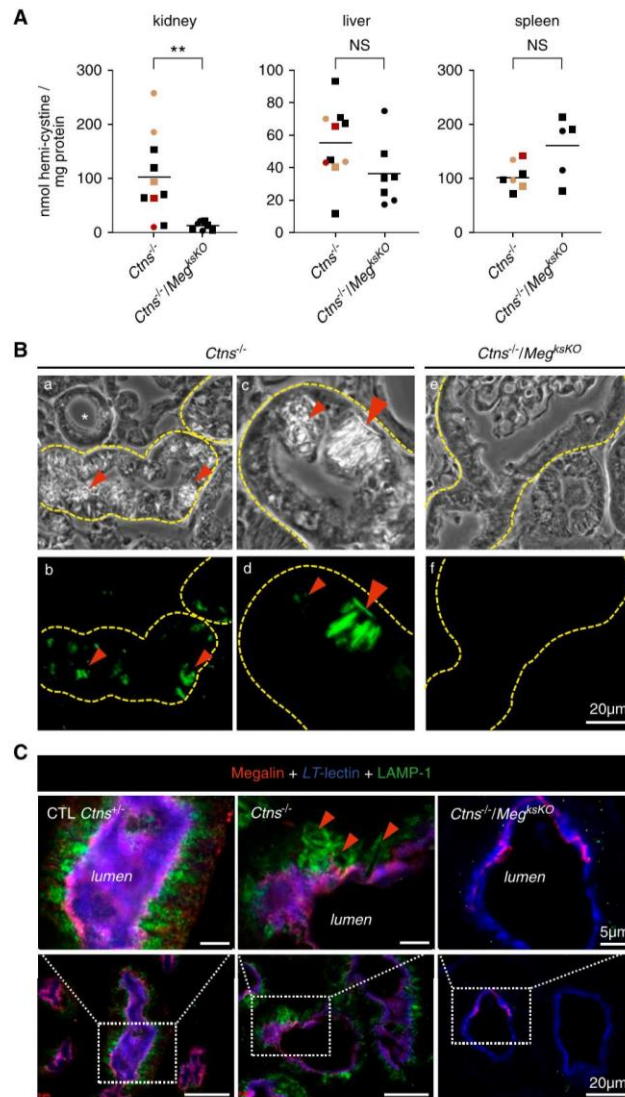 A
kidney
liver
spleen
**
NS
NS
nmol hemi-cystine /
mg protein
300
200
100
0
100
80
60
40
20
0
300
200
100
0
Ctns-/-
Ctns-/-/MegksKO
Ctns-/-
Ctns-/-/MegksKO
Ctns-/-
Ctns-/-/MegksKO
B
Ctns-/-
Ctns-/-/MegksKO
a
*
c
e
b
d
f
20µm
C
Megalin + LT-lectin + LAMP-1
CTL Ctns+/-
Ctns-/-
Ctns-/-/MegksKO
lumen
lumen
lumen
5µm
20µm